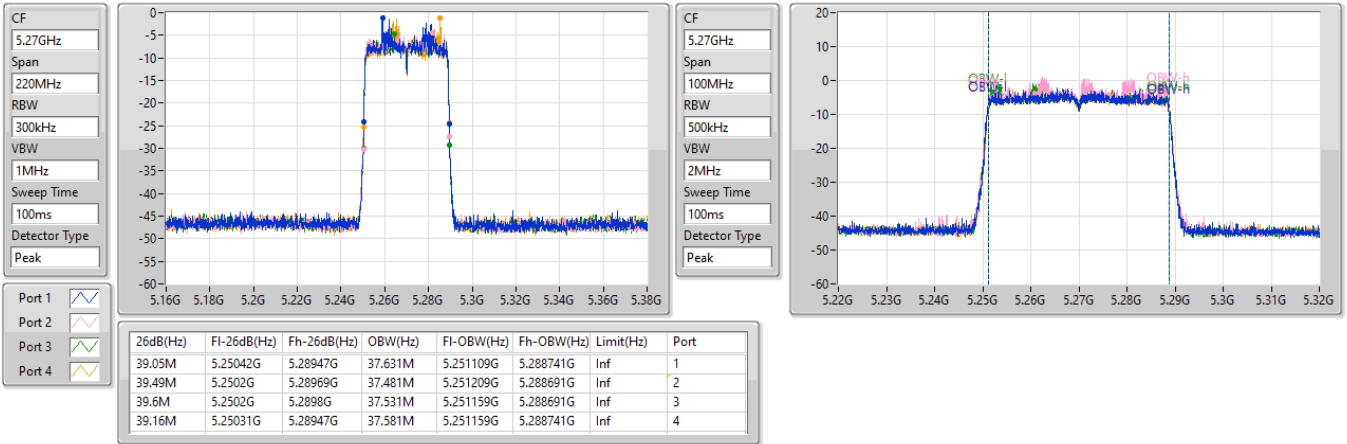 CF
5.27GHz
Span
220MHz
RBW
300kHz
VBW
1MHz
Sweep Time
100ms
Detector Type
Peak
0-
-5-
-10-
-15-
-20-
-25-
-30-
-35-
-40-
-45-
-50-
-55-
-60-
5.16G 5.18G 5.2G 5.22G 5.24G 5.26G 5.28G 5.3G 5.32G 5.34G 5.36G 5.38G
CF
5.27GHz
Span
100MHz
RBW
500kHz
VBW
2MHz
Sweep Time
100ms
Detector Type
Peak
20-
10-
0-
-10-
-20-
-30-
-40-
-50-
-60-
OBW-l OBW-h
OBW-l OBW-h
5.22G 5.23G 5.24G 5.25G 5.26G 5.27G 5.28G 5.29G 5.3G 5.31G 5.32G
Port 1
Port 2
Port 3
Port 4
26dB(Hz) Fl-26dB(Hz) Fh-26dB(Hz) OBW(Hz) Fl-OBW(Hz) Fh-OBW(Hz) Limit(Hz) Port
39.05M 5.25042G 5.28947G 37.631M 5.251109G 5.288741G Inf 1
39.49M 5.2502G 5.28969G 37.481M 5.251209G 5.288691G Inf 2
39.6M 5.2502G 5.2898G 37.531M 5.251159G 5.288691G Inf 3
39.16M 5.25031G 5.28947G 37.581M 5.251159G 5.288741G Inf 4